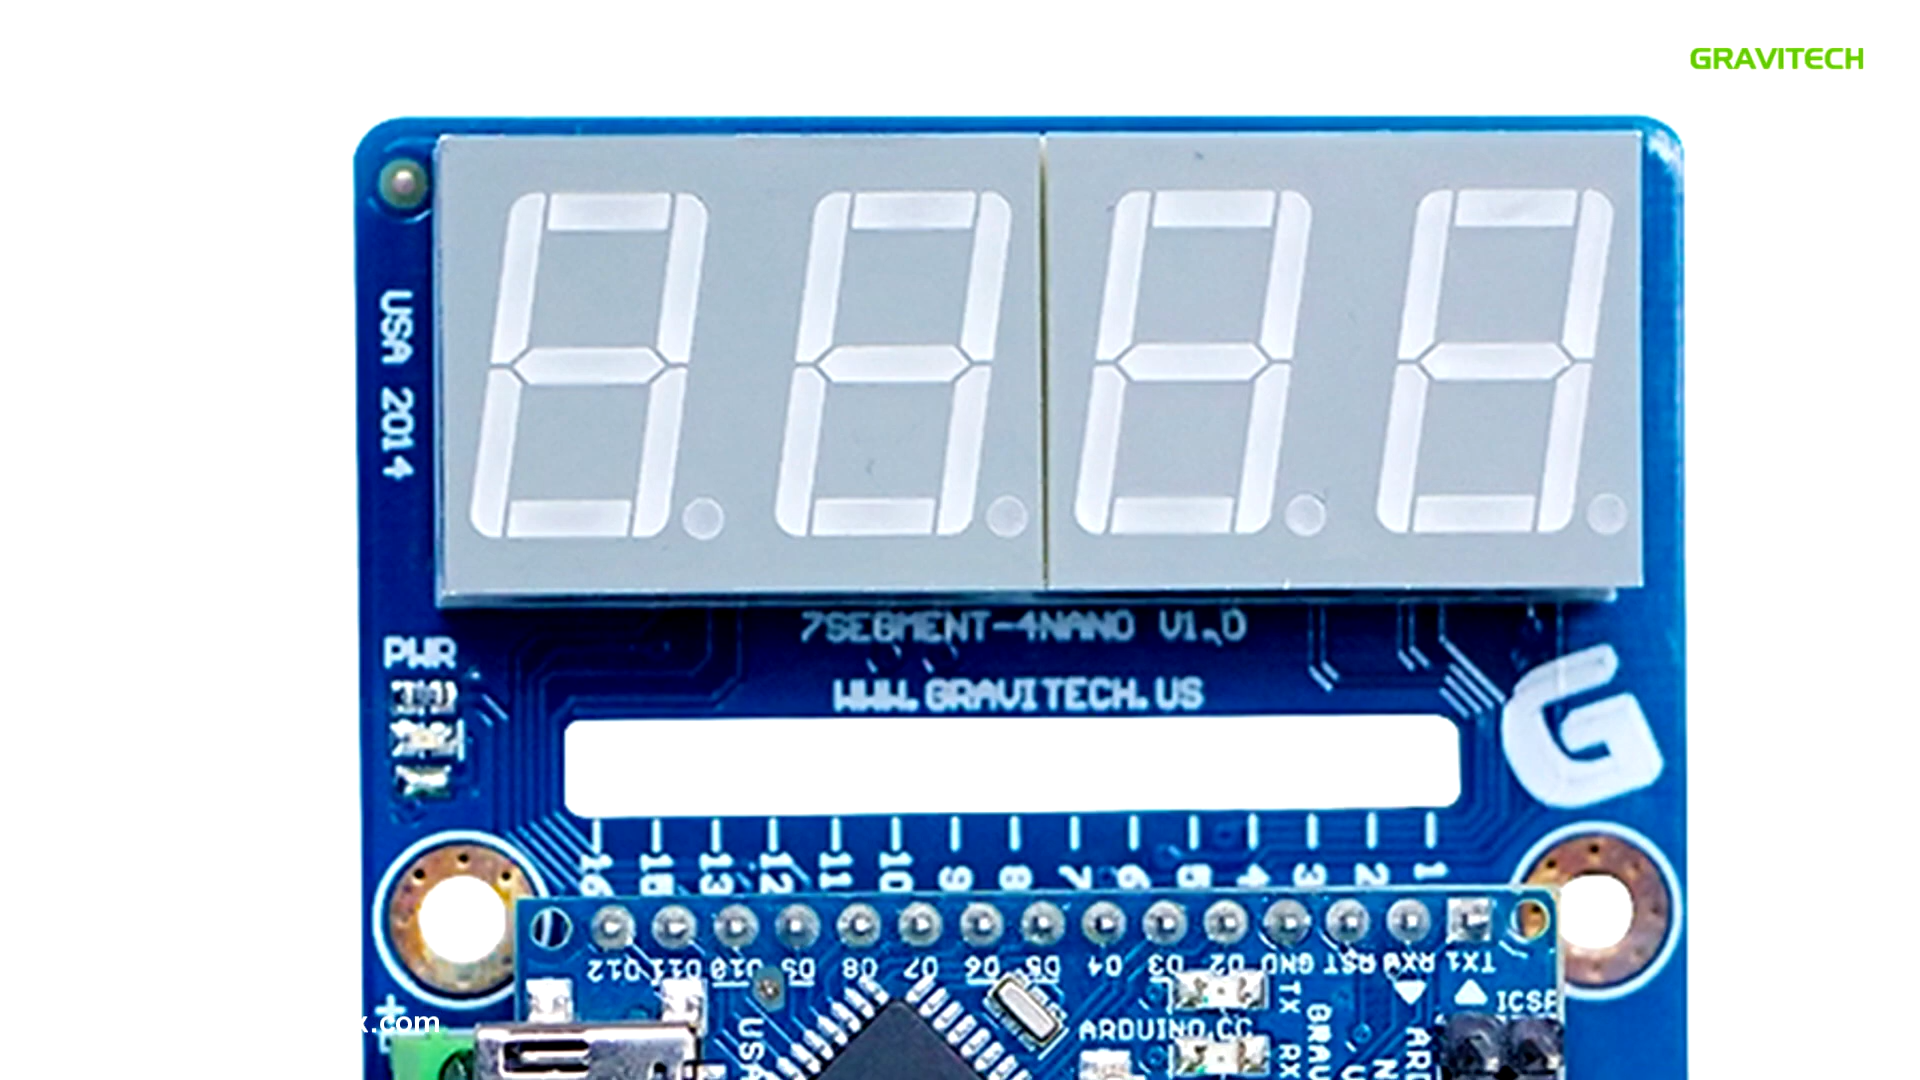 GRAVITECH
USA 2014
7SEGMENT-4NANO V1.0
PWR
WWW.GRAVITECH.US
G
16 15 13 12 11 10 9 8 7 6 5 4 3 2 1
D12 D11 D10 D9 D8 D7 D6 D5 D4 D3 D2 GND RST RX0 TX1
ICSP
TX
+
x.com
ARDUINO.CC
USA
RX